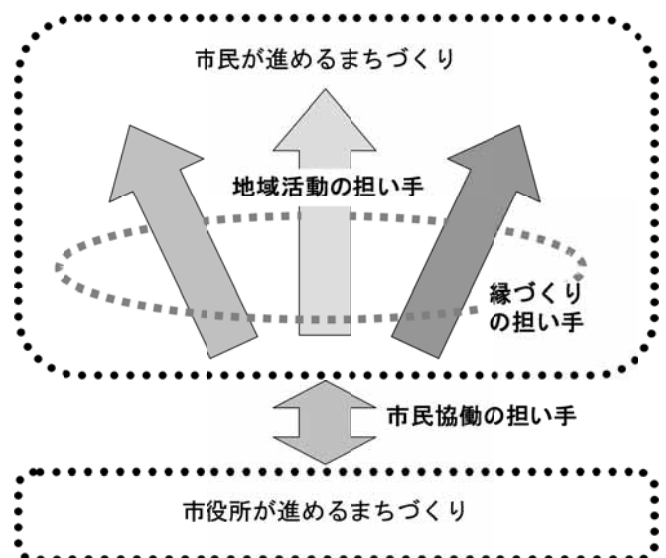 市民が進めるまちづくり
地域活動の担い手
縁づくり
の担い手
市民協働の担い手
市役所が進めるまちづくり